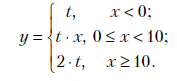 t, x < 0;
y = { t · x, 0 ≤ x < 10;
2 · t, x ≥ 10.